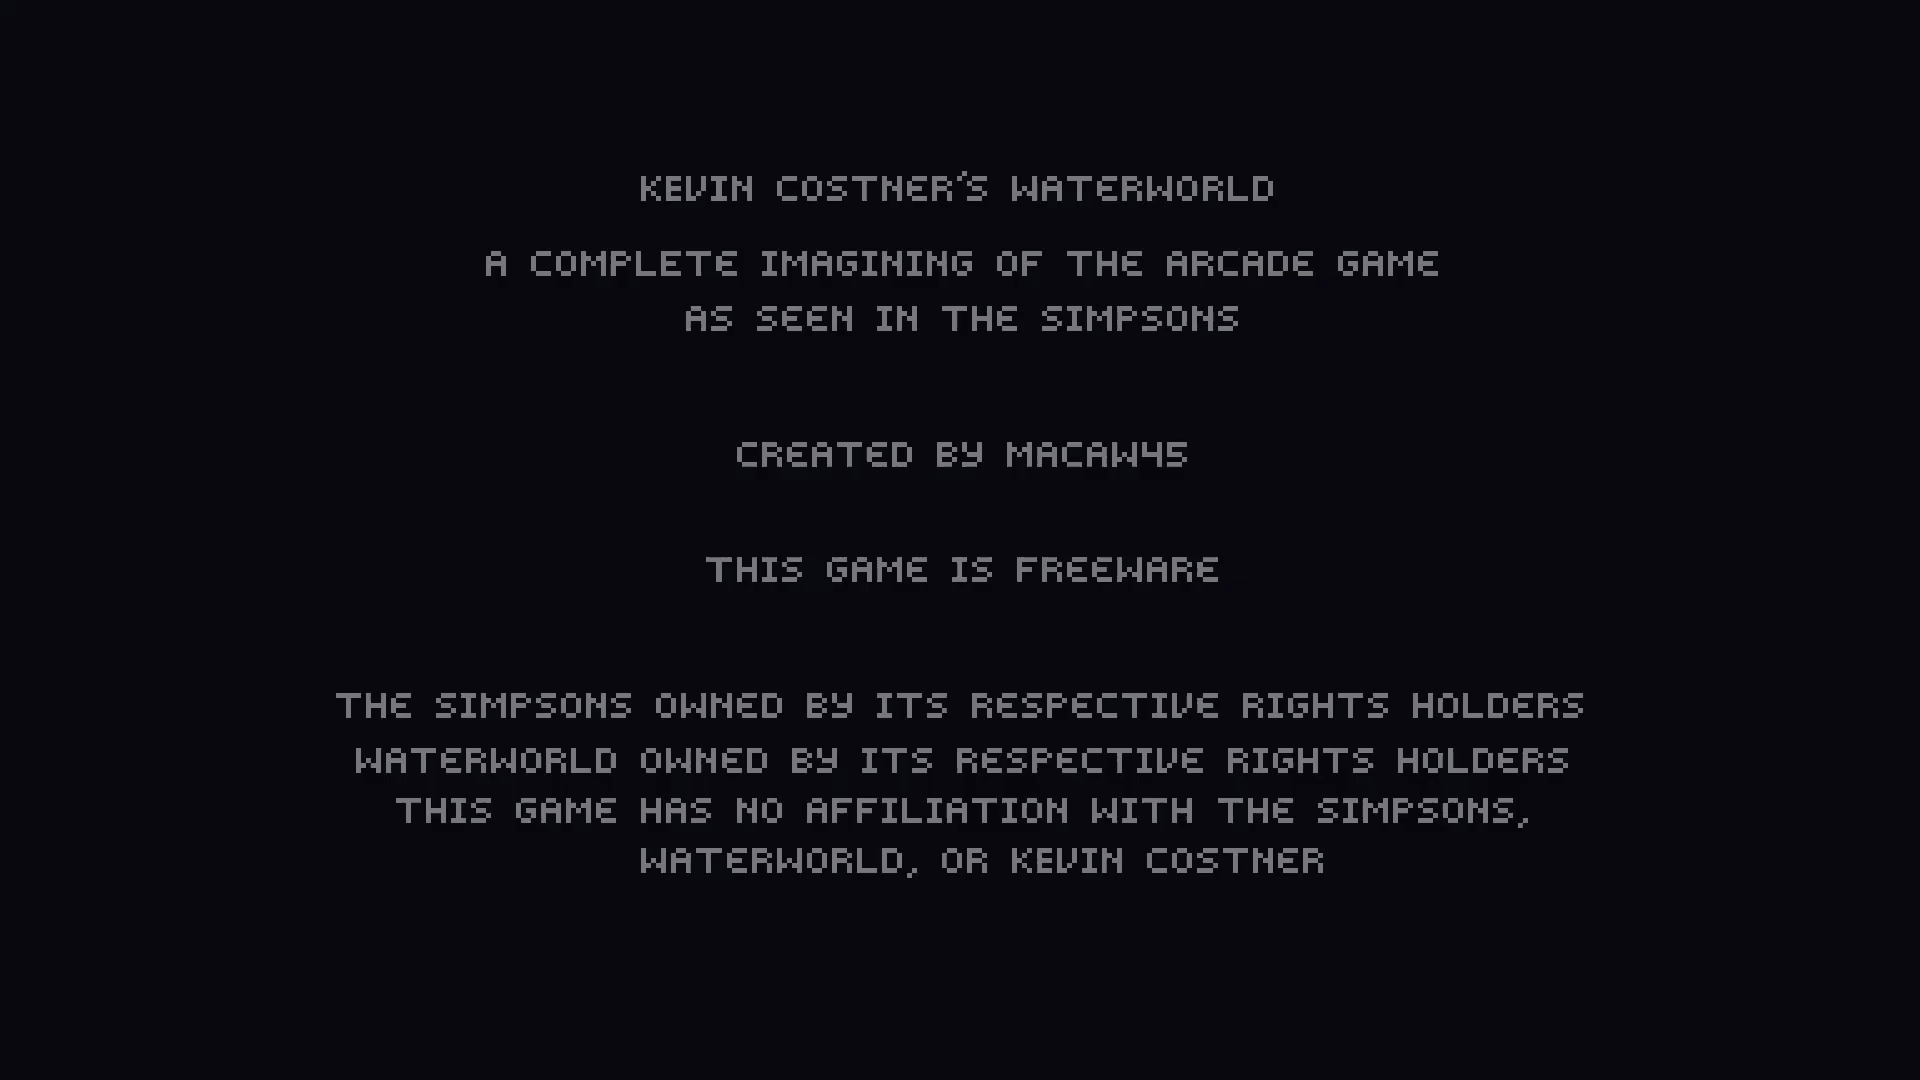 KEVIN COSTNER'S WATERWORLD
A COMPLETE IMAGINING OF THE ARCADE GAME
AS SEEN IN THE SIMPSONS
CREATED BY MACAW45
THIS GAME IS FREEWARE
THE SIMPSONS OWNED BY ITS RESPECTIVE RIGHTS HOLDERS
WATERWORLD OWNED BY ITS RESPECTIVE RIGHTS HOLDERS
THIS GAME HAS NO AFFILIATION WITH THE SIMPSONS,
WATERWORLD, OR KEVIN COSTNER